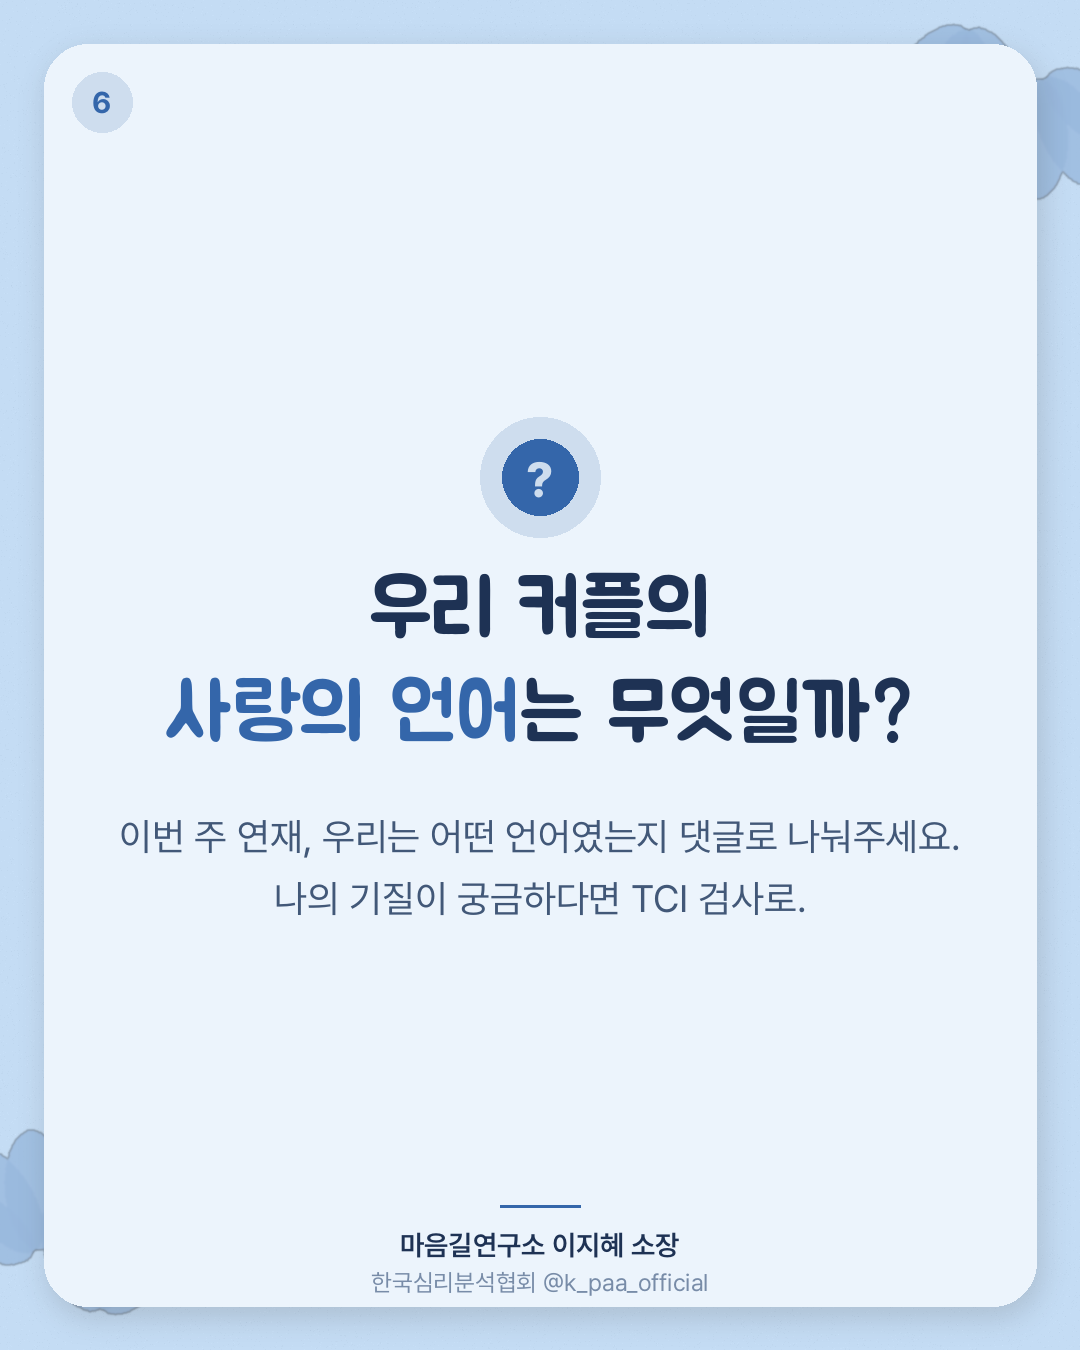 6
?
우리 커플의
사랑의 언어는 무엇일까?
이번 주 연재, 우리는 어떤 언어였는지 댓글로 나눠주세요.
나의 기질이 궁금하다면 TCI 검사로.
마음길연구소 이지혜 소장
한국심리분석협회 @k_paa_official